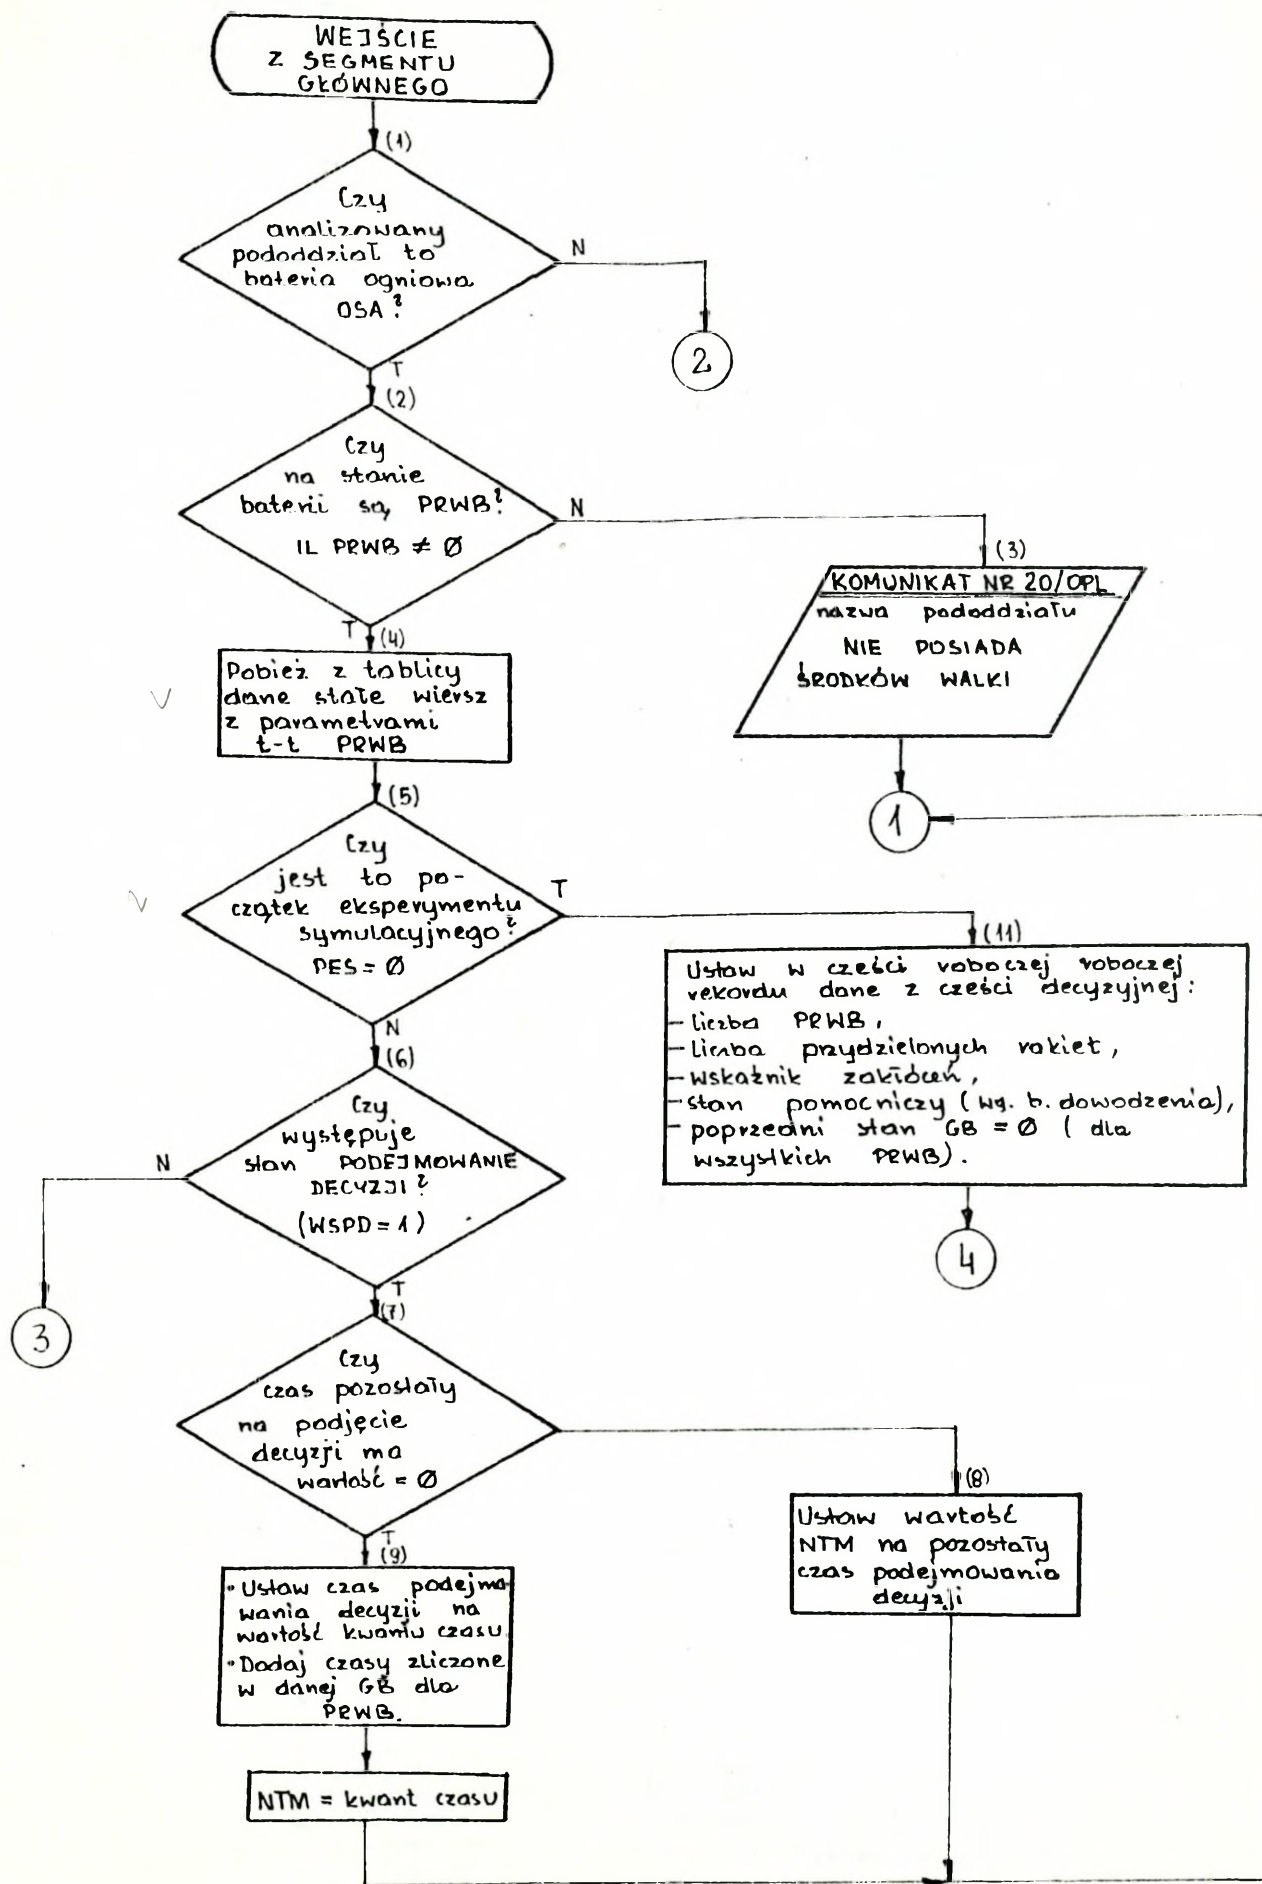 WEJŚCIE
Z SEGMENTU
GŁÓWNEGO
(1)
Czy
analizowany
pododdział to
bateria ogniowa
OSA?
N
2
T
(2)
Czy
na stanie
baterii są PRWB?
IL PRWB ≠ Ø
N
(3)
KOMUNIKAT NR 20/OPL
nazwa pododdziału
NIE POSIADA
ŚRODKÓW WALKI
1
T
(4)
Pobież z tablicy
dane stałe wiersz
z parametrami
t-t PRWB
(5)
Czy
jest to po-
czątek eksperymentu
symulacyjnego?
PES = Ø
T
(11)
Ustaw w cześci roboczej roboczej
rekordu dane z cześci decyzyjnej:
- liczba PRWB,
- liczba przydzielonych rakiet,
- wskaźnik zakłóceń,
- stan pomocniczy (wg. b. dowodzenia),
- poprzedni stan GB = Ø ( dla
wszystkich PRWB).
4
N
(6)
Czy
występuje
stan PODEJMOWANIE
DECYZJI?
(WSPD = 1)
N
3
T
(7)
Czy
czas pozostały
na podjęcie
decyzji ma
wartość = Ø
(8)
Ustaw wartość
NTM na pozostały
czas podejmowania
decyzji
T
(9)
• Ustaw czas podejmo-
wania decyzji na
wartość kwantu czasu
• Dodaj czasy zliczone
w danej GB dla
PRWB.
NTM = kwant czasu